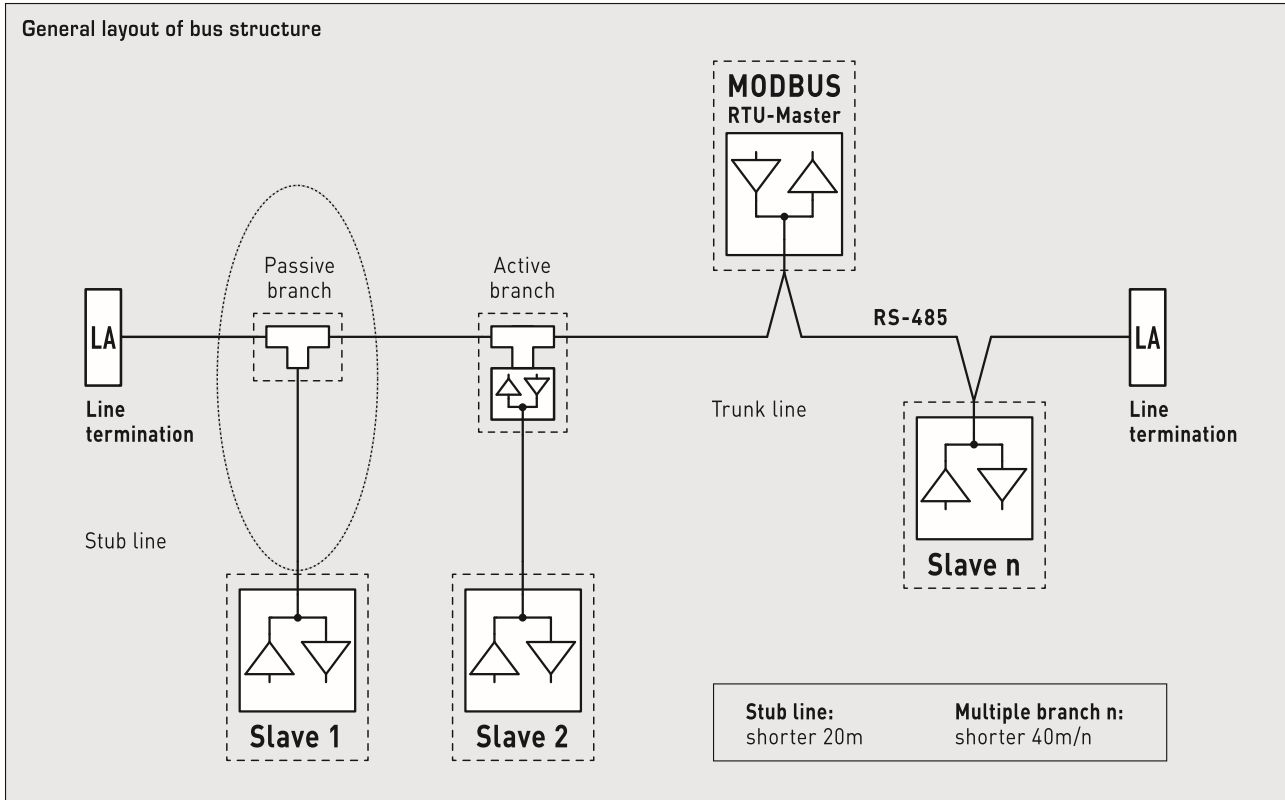 General layout of bus structure
MODBUS
RTU-Master
Passive
branch
Active
branch
LA
RS-485
LA
Line
termination
Trunk line
Line
termination
Stub line
Slave n
Slave 1
Slave 2
Stub line:
shorter 20m
Multiple branch n:
shorter 40m/n